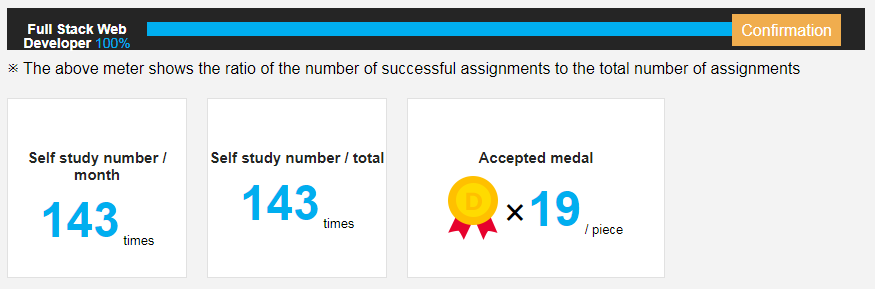 Full Stack Web
Developer 100%
Confirmation
※ The above meter shows the ratio of the number of successful assignments to the total number of assignments
Self study number /
month
143 times
Self study number / total
143 times
Accepted medal
D × 19 / piece